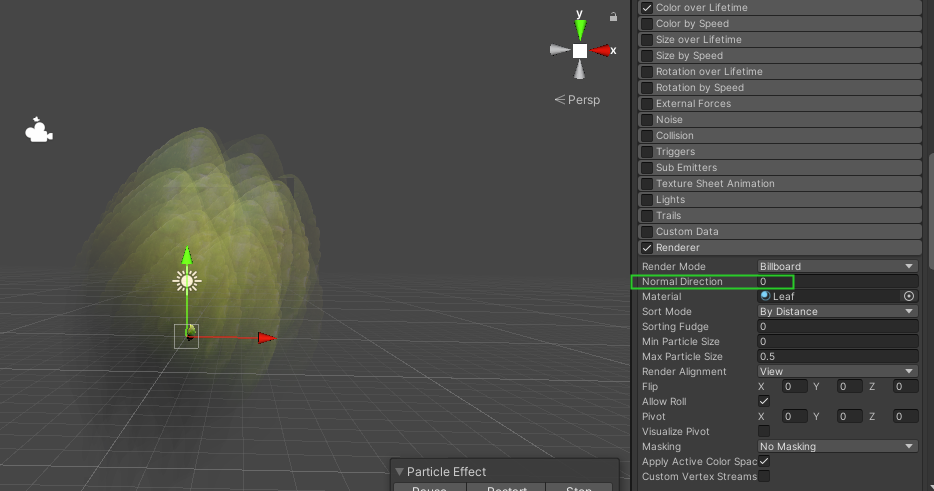 y
x
Persp
Particle Effect
Pause Restart Stop
Color over Lifetime
Color by Speed
Size over Lifetime
Size by Speed
Rotation over Lifetime
Rotation by Speed
External Forces
Noise
Collision
Triggers
Sub Emitters
Texture Sheet Animation
Lights
Trails
Custom Data
Renderer
Render Mode Billboard
Normal Direction 0
Material Leaf
Sort Mode By Distance
Sorting Fudge 0
Min Particle Size 0
Max Particle Size 0.5
Render Alignment View
Flip X 0 Y 0 Z 0
Allow Roll
Pivot X 0 Y 0 Z 0
Visualize Pivot
Masking No Masking
Apply Active Color Spac
Custom Vertex Streams